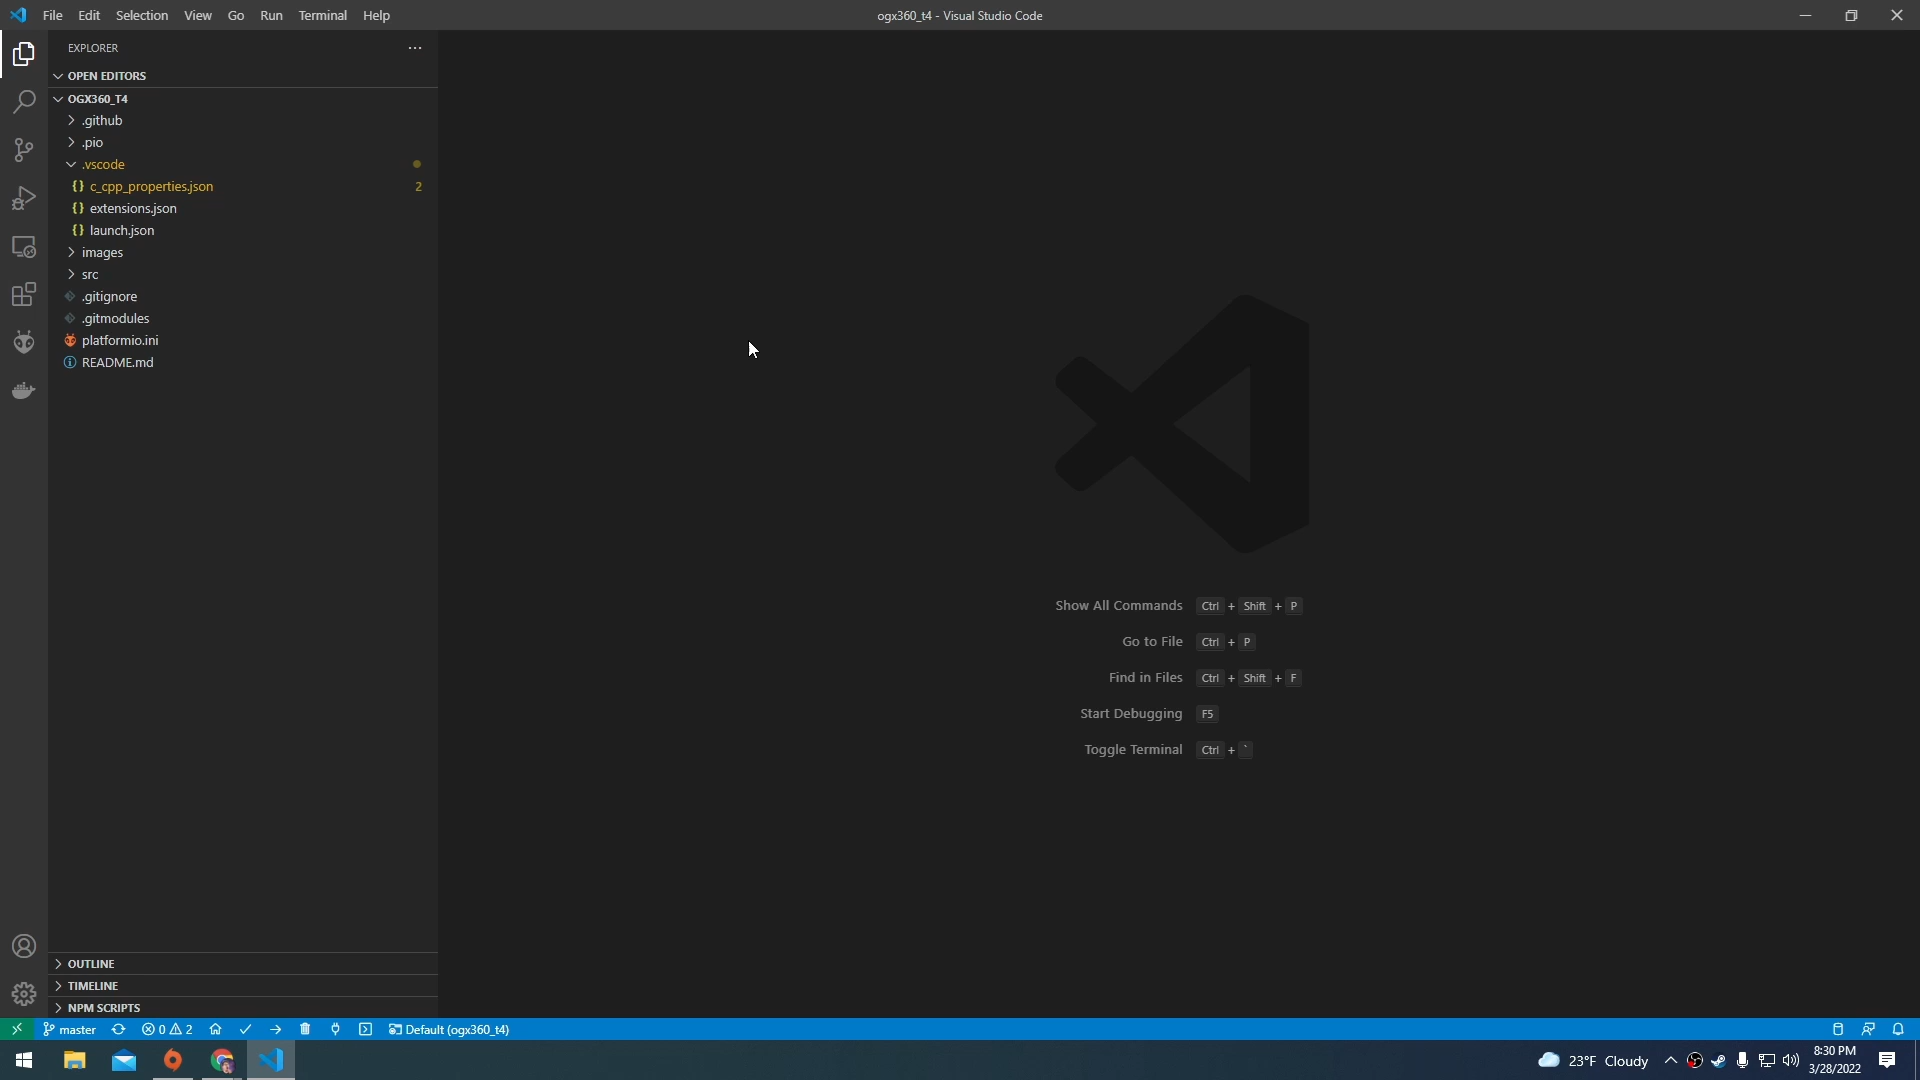 File Edit Selection View Go Run Terminal Help
ogx360_t4 - Visual Studio Code
EXPLORER
OPEN EDITORS
OGX360_T4
.github
.pio
.vscode
{} c_cpp_properties.json 2
{} extensions.json
{} launch.json
images
src
.gitignore
.gitmodules
platformio.ini
README.md
Show All Commands Ctrl + Shift + P
Go to File Ctrl + P
Find in Files Ctrl + Shift + F
Start Debugging F5
Toggle Terminal Ctrl + `
OUTLINE
TIMELINE
NPM SCRIPTS
master 0 2 Default (ogx360_t4)
23°F Cloudy
8:30 PM
3/28/2022